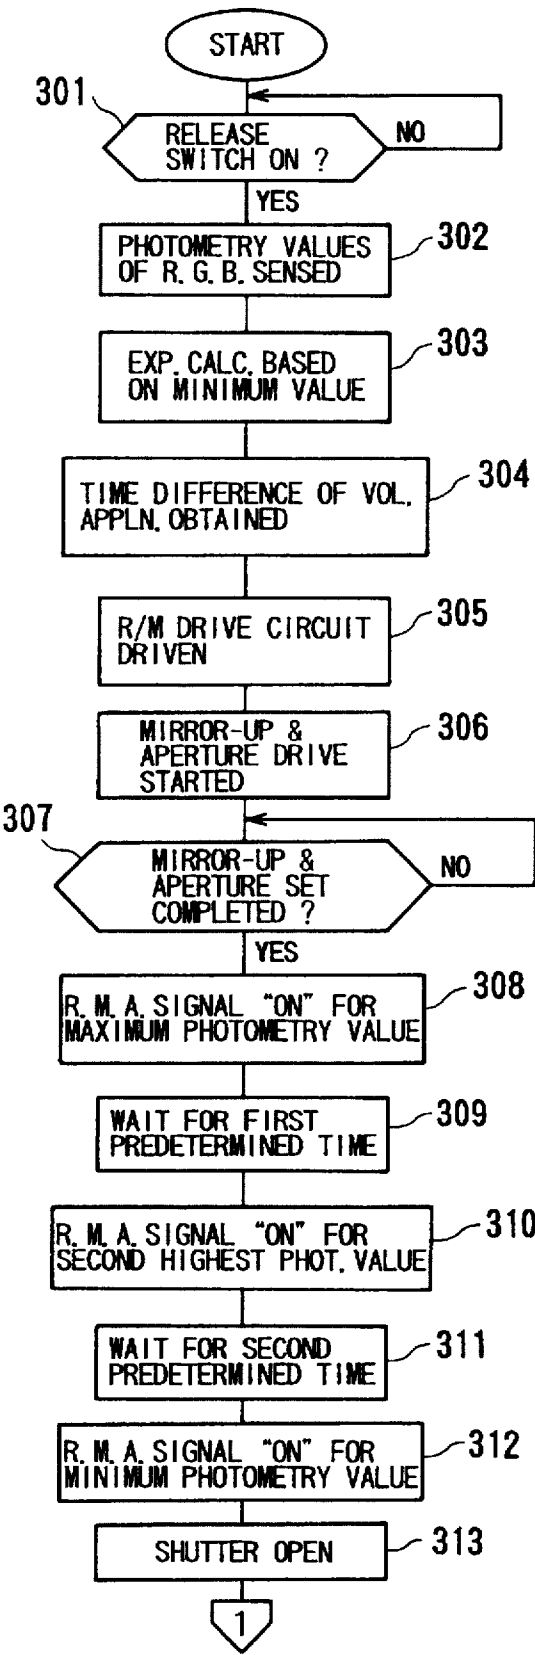 START
301
RELEASE
SWITCH ON ?
NO
YES
PHOTOMETRY VALUES
OF R. G. B. SENSED
302
EXP. CALC. BASED
ON MINIMUM VALUE
303
TIME DIFFERENCE OF VOL.
APPLN. OBTAINED
304
R/M DRIVE CIRCUIT
DRIVEN
305
MIRROR-UP &
APERTURE DRIVE
STARTED
306
307
MIRROR-UP &
APERTURE SET
COMPLETED ?
NO
YES
R. M. A. SIGNAL "ON" FOR
MAXIMUM PHOTOMETRY VALUE
308
WAIT FOR FIRST
PREDETERMINED TIME
309
R. M. A. SIGNAL "ON" FOR
SECOND HIGHEST PHOT. VALUE
310
WAIT FOR SECOND
PREDETERMINED TIME
311
R. M. A. SIGNAL "ON" FOR
MINIMUM PHOTOMETRY VALUE
312
SHUTTER OPEN
313
1